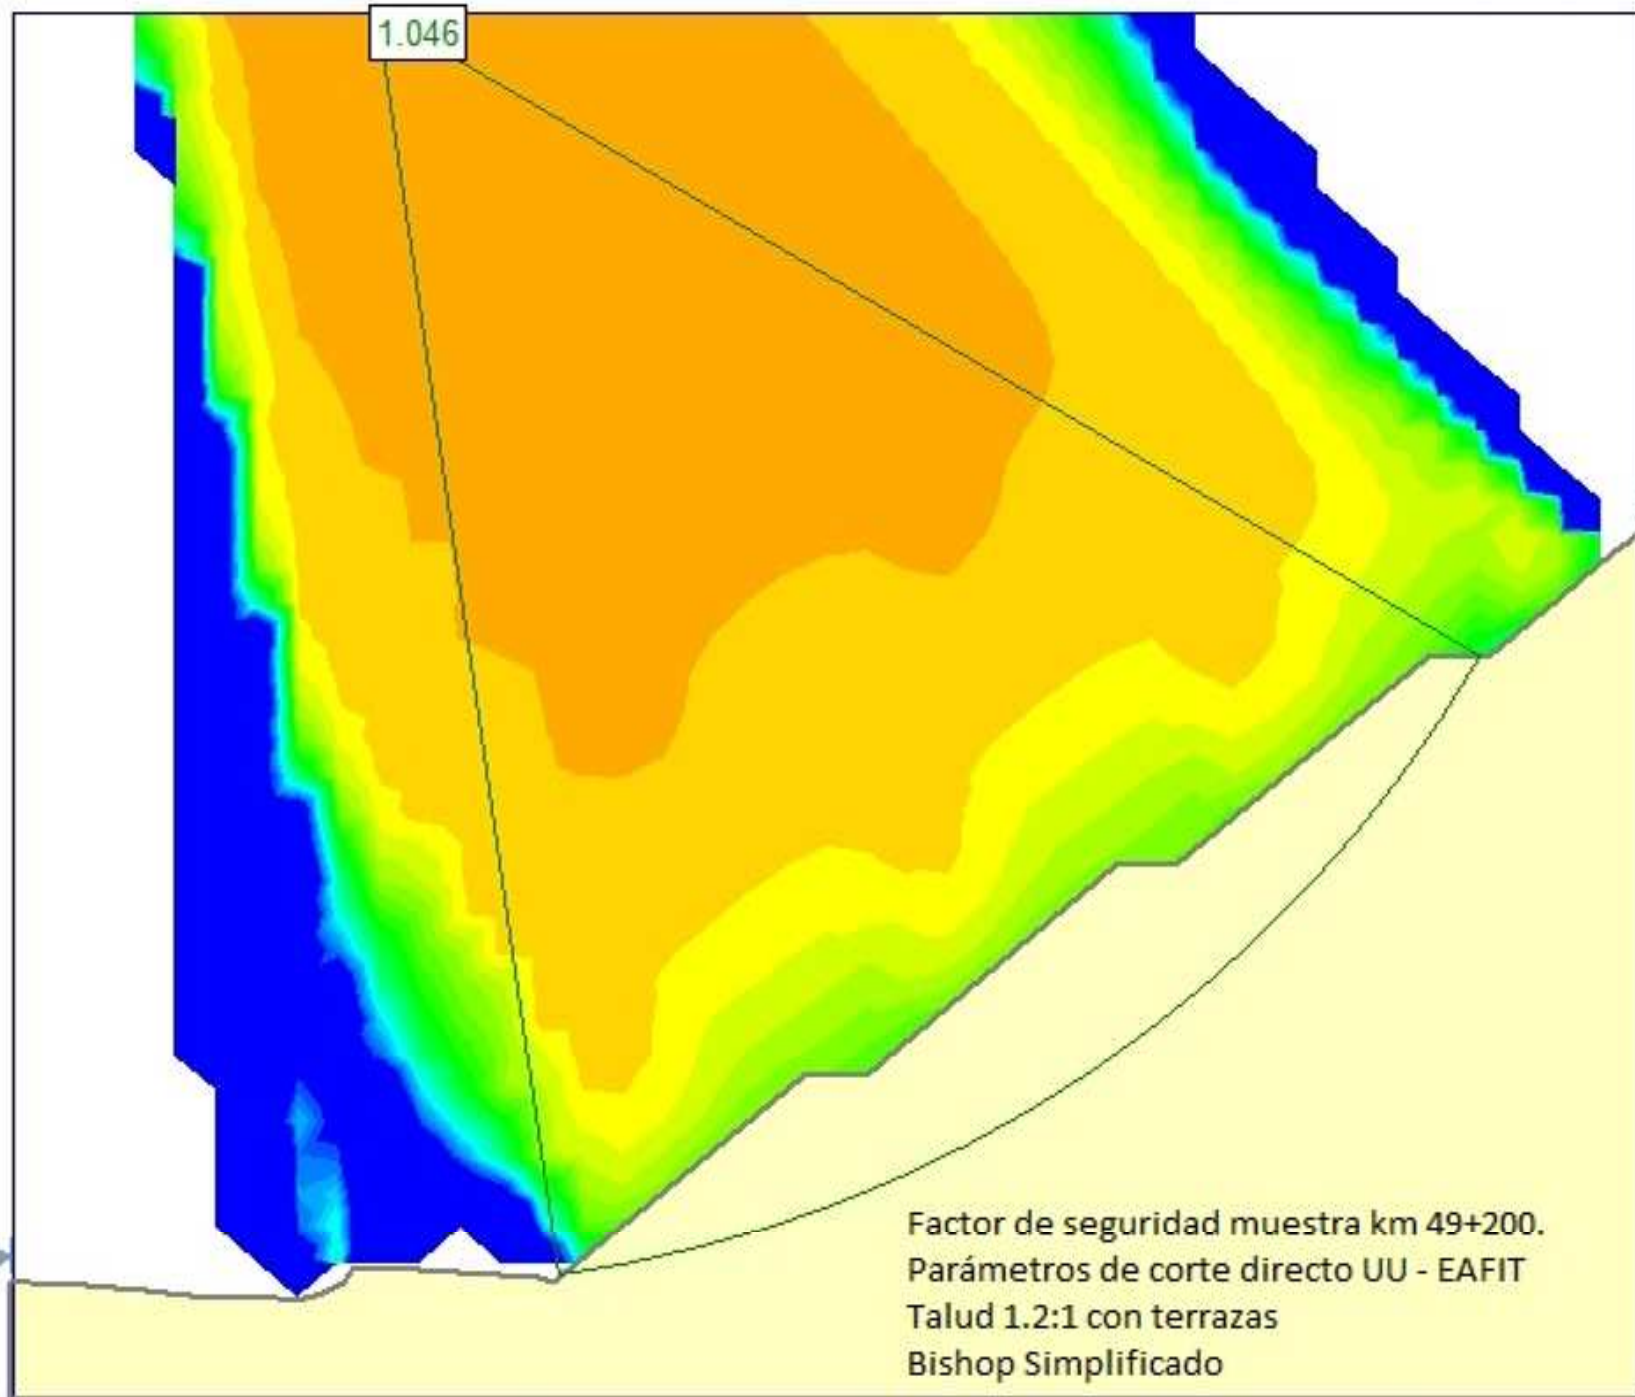 1.046
Factor de seguridad muestra km 49+200.
Parámetros de corte directo UU - EAFIT
Talud 1.2:1 con terrazas
Bishop Simplificado